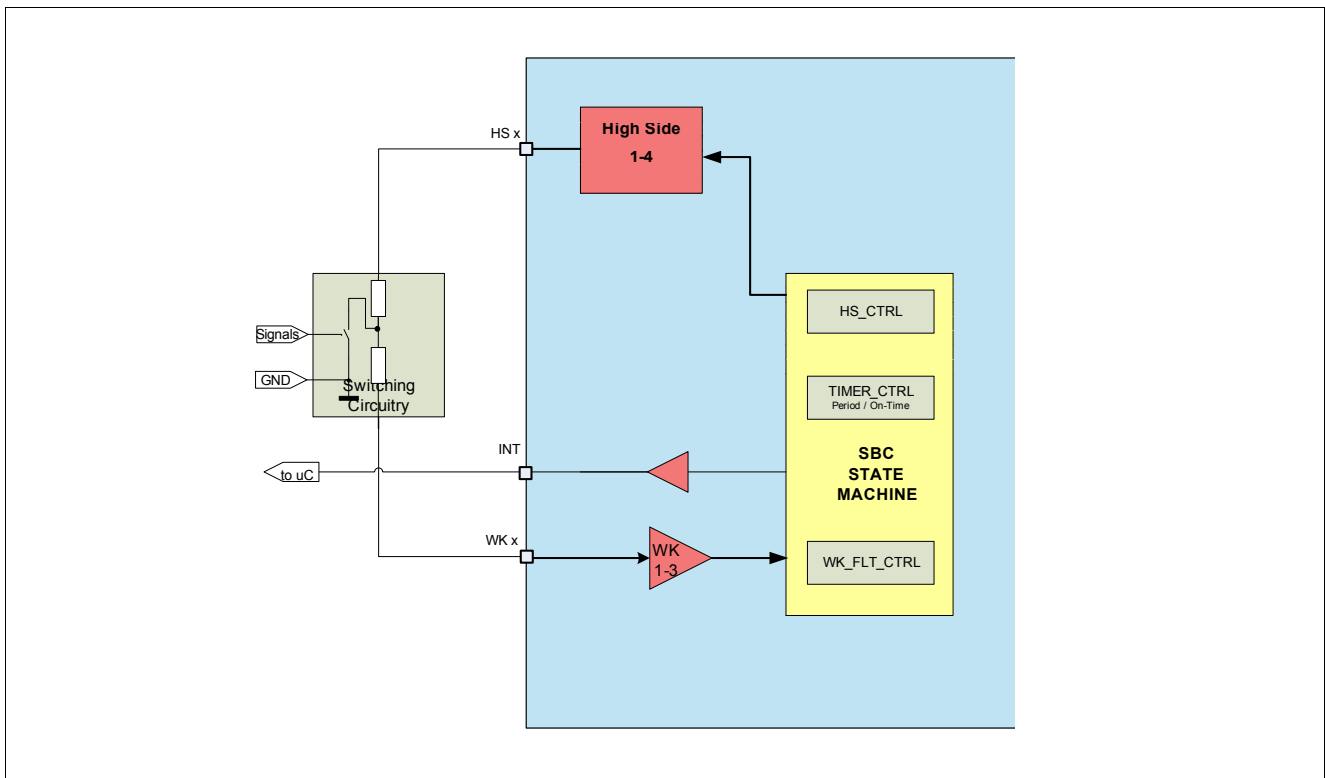 HS x
High Side
1-4
HS_CTRL
Signals
GND
Switching
Circuitry
TIMER_CTRL
Period / On-Time
SBC
STATE
MACHINE
INT
to uC
WK x
WK
1-3
WK_FLT_CTRL